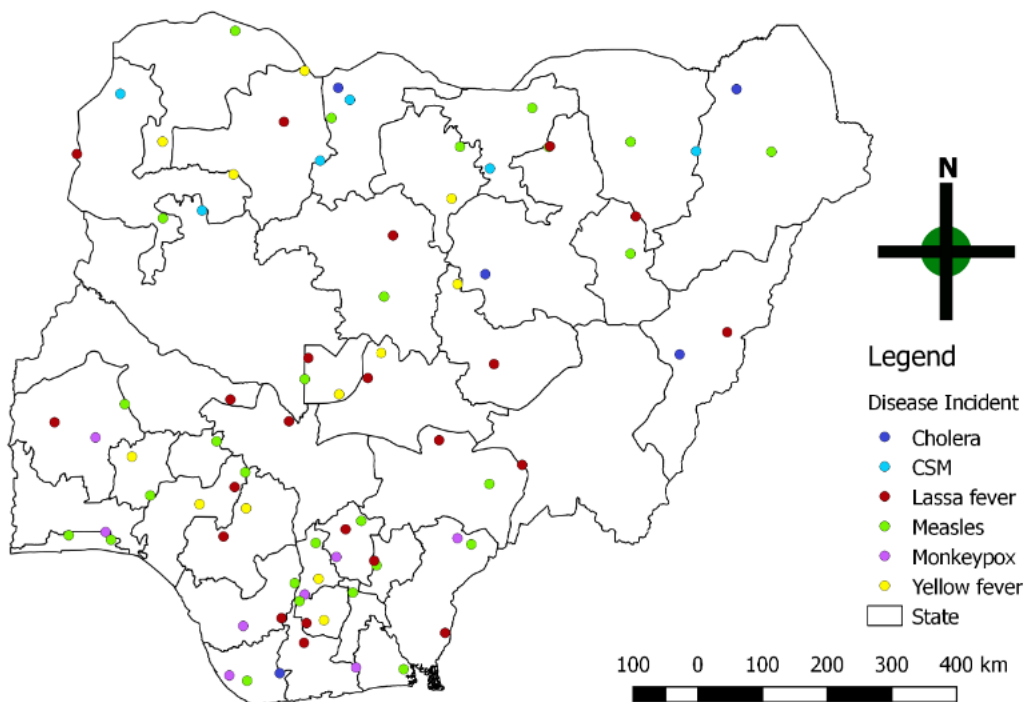 N
Legend
Disease Incident
Cholera
CSM
Lassa fever
Measles
Monkeypox
Yellow fever
State
100 0 100 200 300 400 km